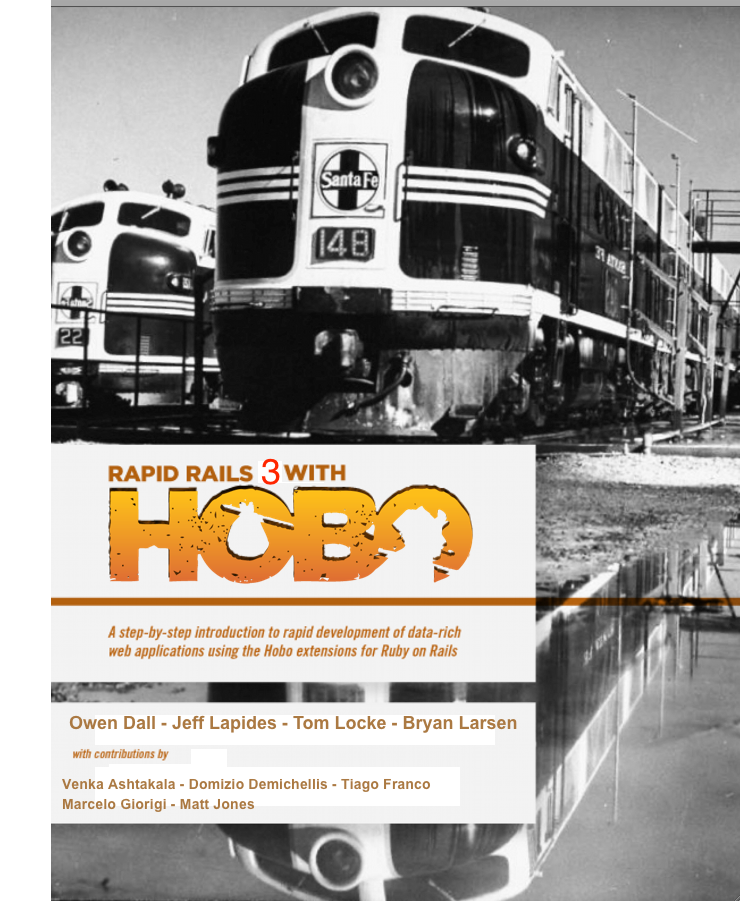 Santa Fe
148
22
RAPID RAILS 3 WITH
HOBO
A step-by-step introduction to rapid development of data-rich
web applications using the Hobo extensions for Ruby on Rails
Owen Dall - Jeff Lapides - Tom Locke - Bryan Larsen
with contributions by
Venka Ashtakala - Domizio Demichellis - Tiago Franco
Marcelo Giorigi - Matt Jones